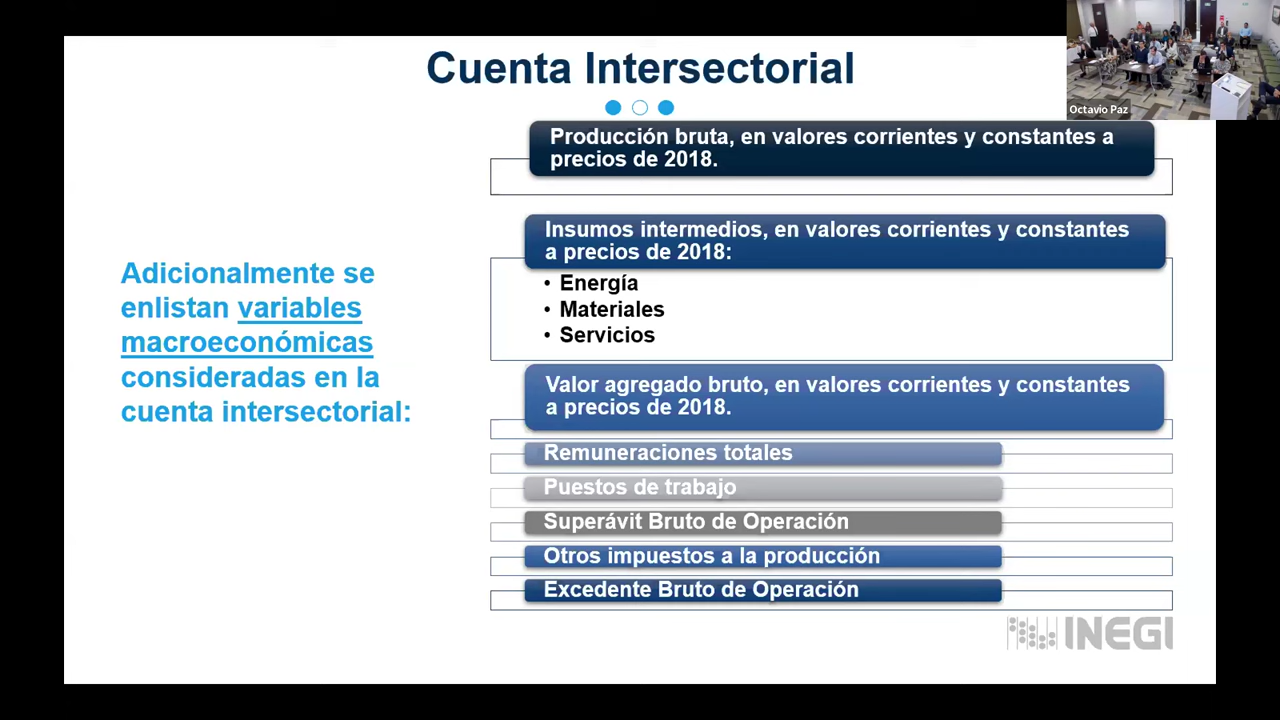 Cuenta Intersectorial
Octavio Paz
Producción bruta, en valores corrientes y constantes a
precios de 2018.
Insumos intermedios, en valores corrientes y constantes
a precios de 2018:
• Energía
• Materiales
• Servicios
Adicionalmente se
enlistan variables
macroeconómicas
consideradas en la
cuenta intersectorial:
Valor agregado bruto, en valores corrientes y constantes
a precios de 2018.
Remuneraciones totales
Puestos de trabajo
Superávit Bruto de Operación
Otros impuestos a la producción
Excedente Bruto de Operación
INEGI